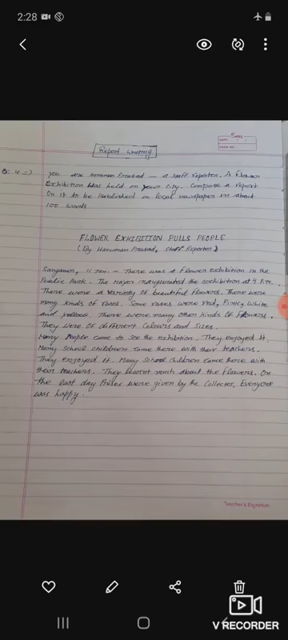 2:28
Report Writing
Q: 4.
you are Hanuman Prasad - a staff reporter. A Flower
Exhibition was held in your city. Compose a report
On it to be published in local newspaper in about
100 words
FLOWER EXHIBITION PULLS PEOPLE
(By Hanuman Prasad, Staff Reporter)
11 Jan - There was a flower exhibition in the
Public Park. The mayor inaugurated the exhibition at 9
There were a variety of beautiful flowers. There were
many kinds of roses. Some roses were Red, Pink, White
and yellow. There were many other kinds of Flowers.
They were of different colours and sizes.
Many People came to see the exhibition. They enjoyed it.
Many school children came there with their teachers.
They enjoyed it. Many School children came there with
their teachers. They learnt much about the flowers. On
the last day Prizes were given by the Collector. Everyone
was happy.
Teacher's Signature
V RECORDER